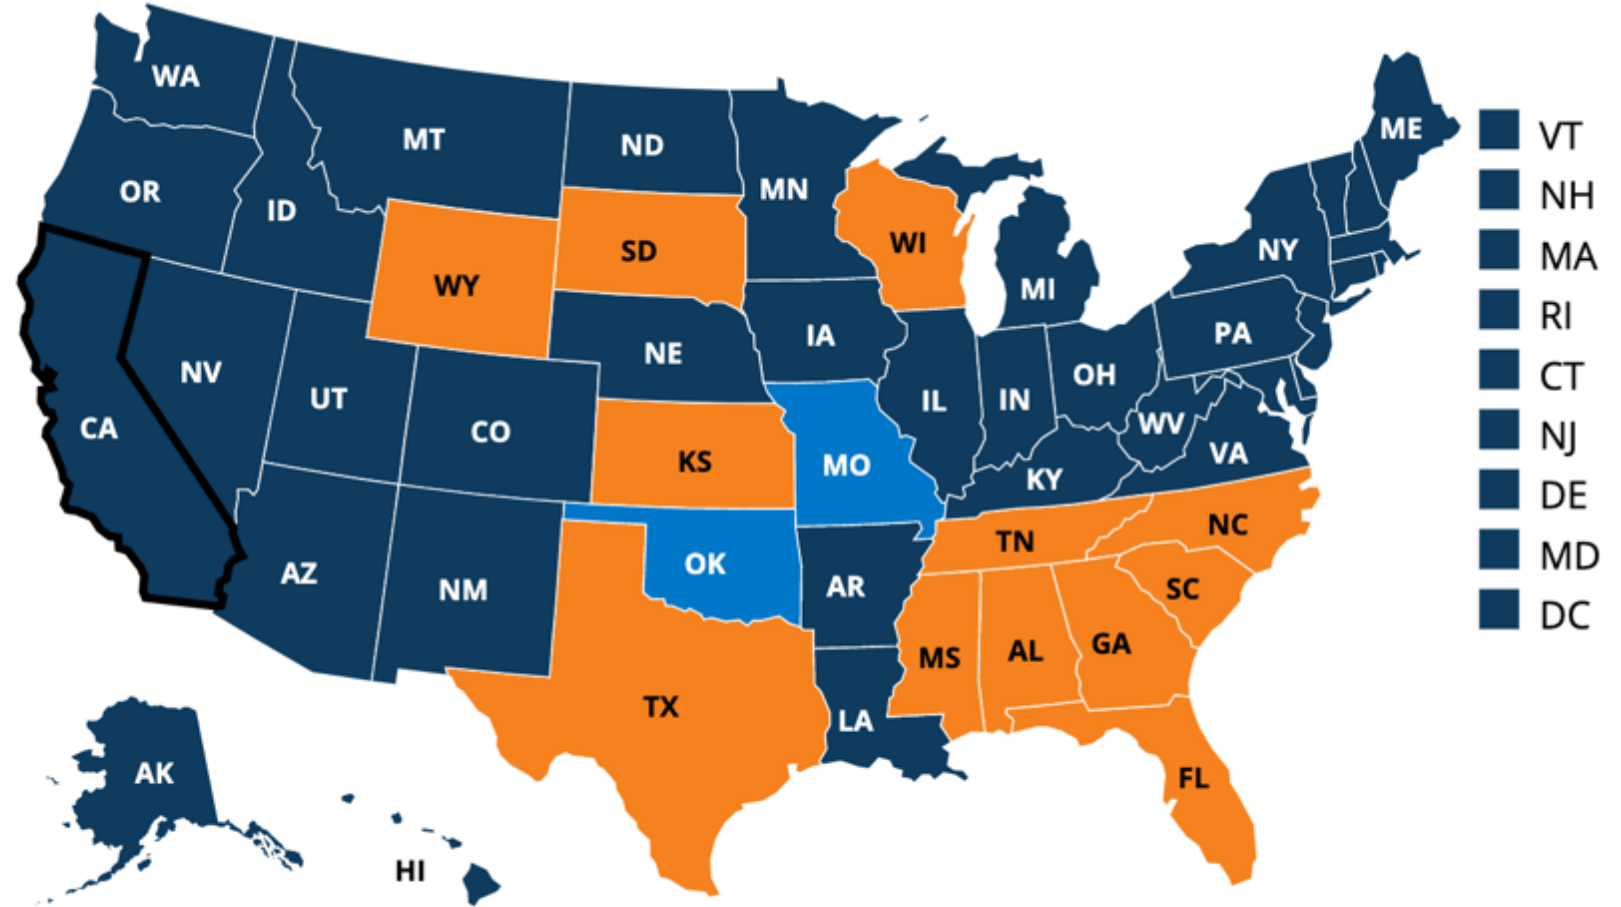 WA
MT
ND
ME
VT
OR
ID
MN
NH
SD
WI
NY
MA
WY
MI
RI
IA
PA
NV
NE
OH
CT
UT
IL
IN
CA
CO
WV
NJ
KS
MO
VA
KY
DE
NC
TN
OK
MD
AZ
NM
AR
SC
DC
MS
AL
GA
TX
LA
AK
FL
HI